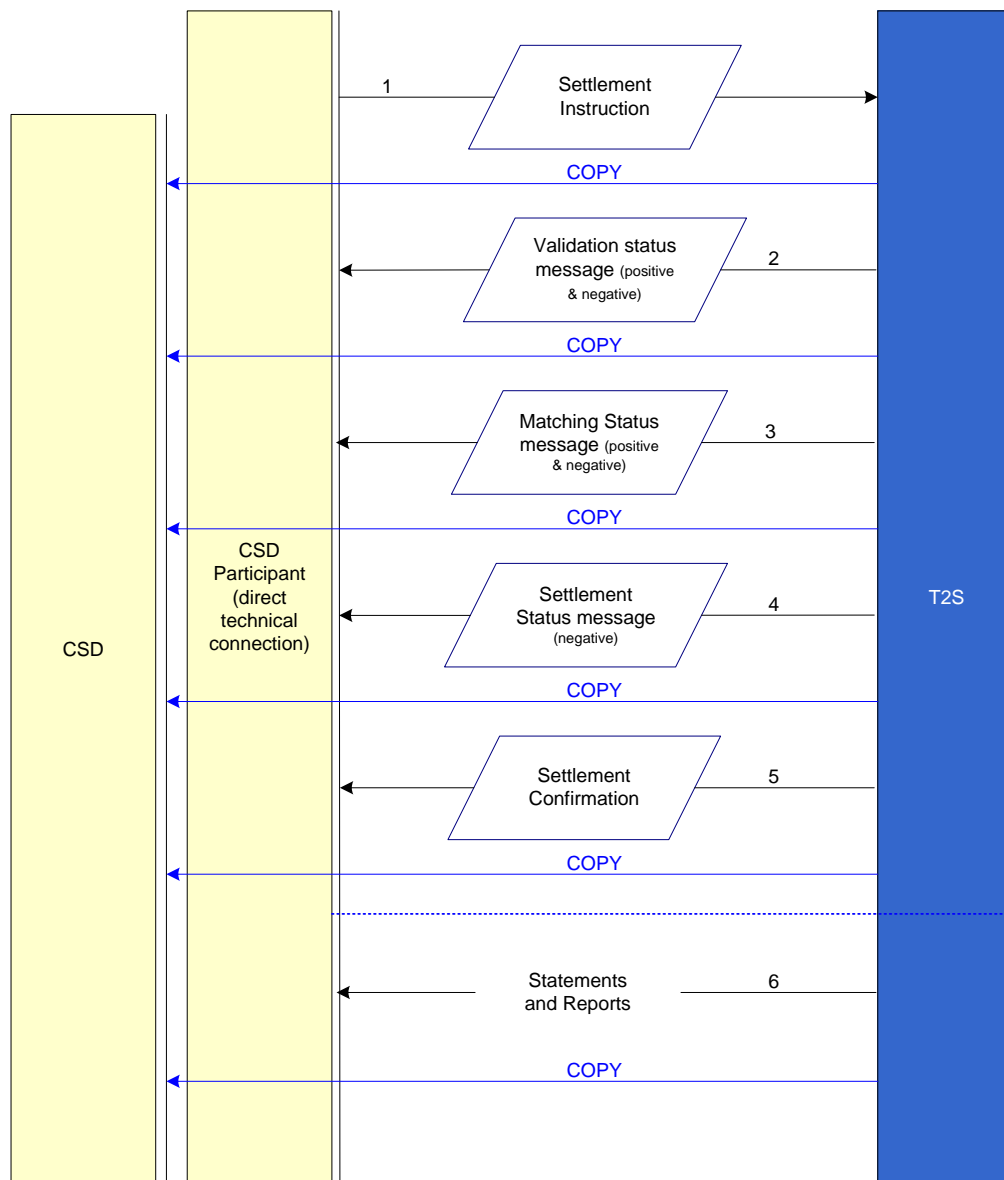 1
Settlement
Instruction
COPY
Validation status
message (positive
& negative)
2
COPY
Matching Status
message (positive
& negative)
3
COPY
CSD
Participant
(direct
technical
connection)
Settlement
Status message
(negative)
4
T2S
CSD
COPY
Settlement
Confirmation
5
COPY
Statements
and Reports
6
COPY